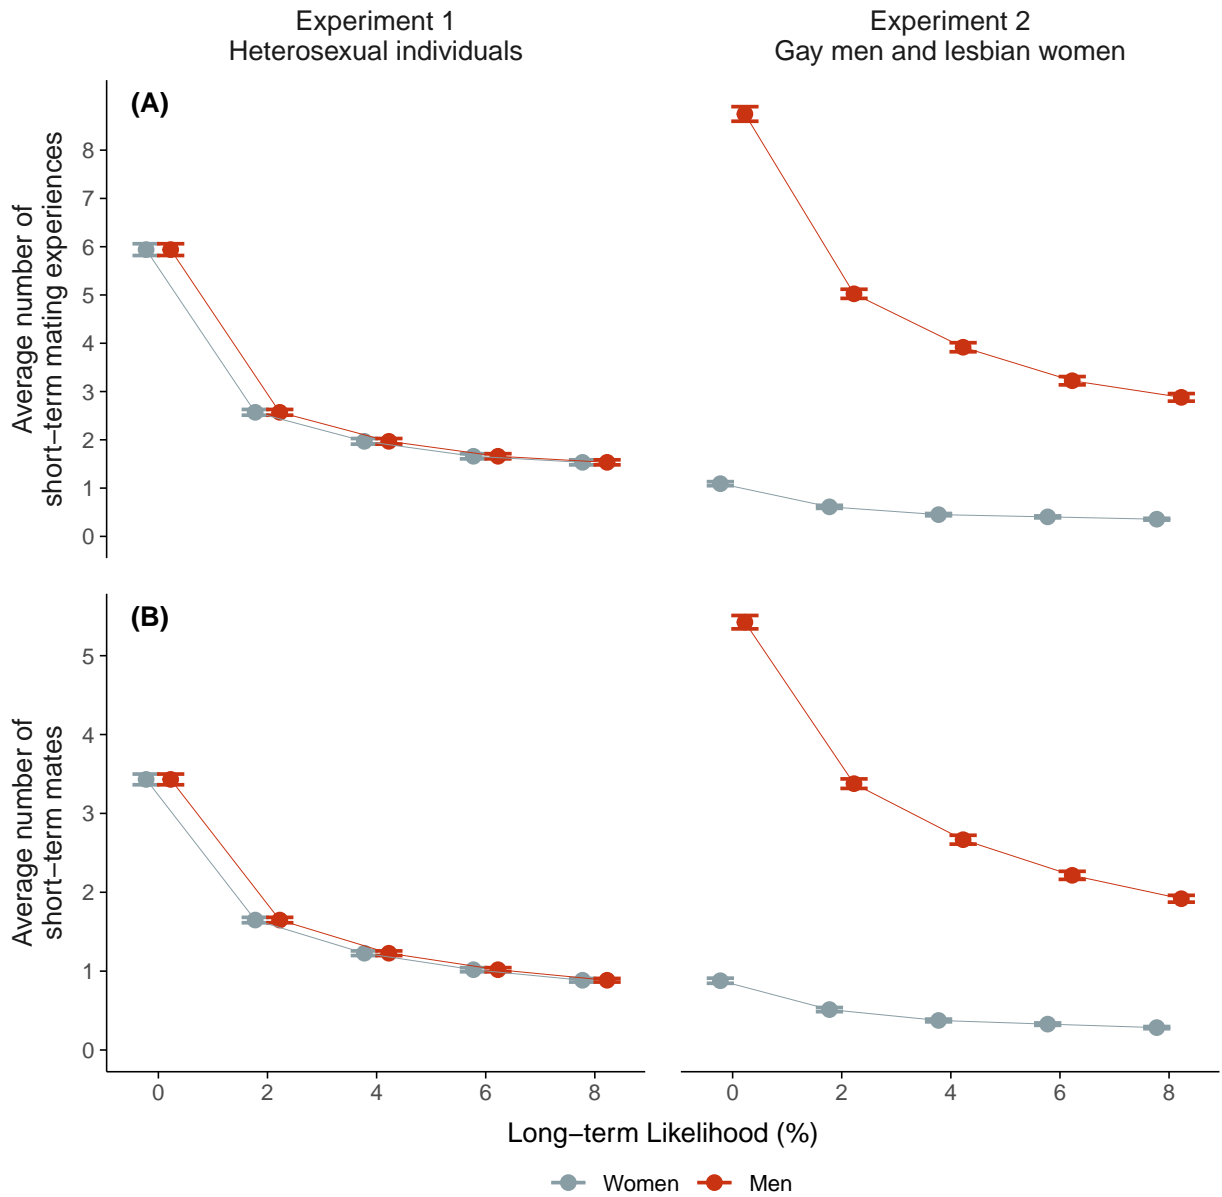 Experiment 1
Heterosexual individuals
Experiment 2
Gay men and lesbian women
(A)
Average number of
short−term mating experiences
8
7
6
5
4
3
2
1
0
(B)
Average number of
short−term mates
5
4
3
2
1
0
0 2 4 6 8
0 2 4 6 8
Long−term Likelihood (%)
Women Men